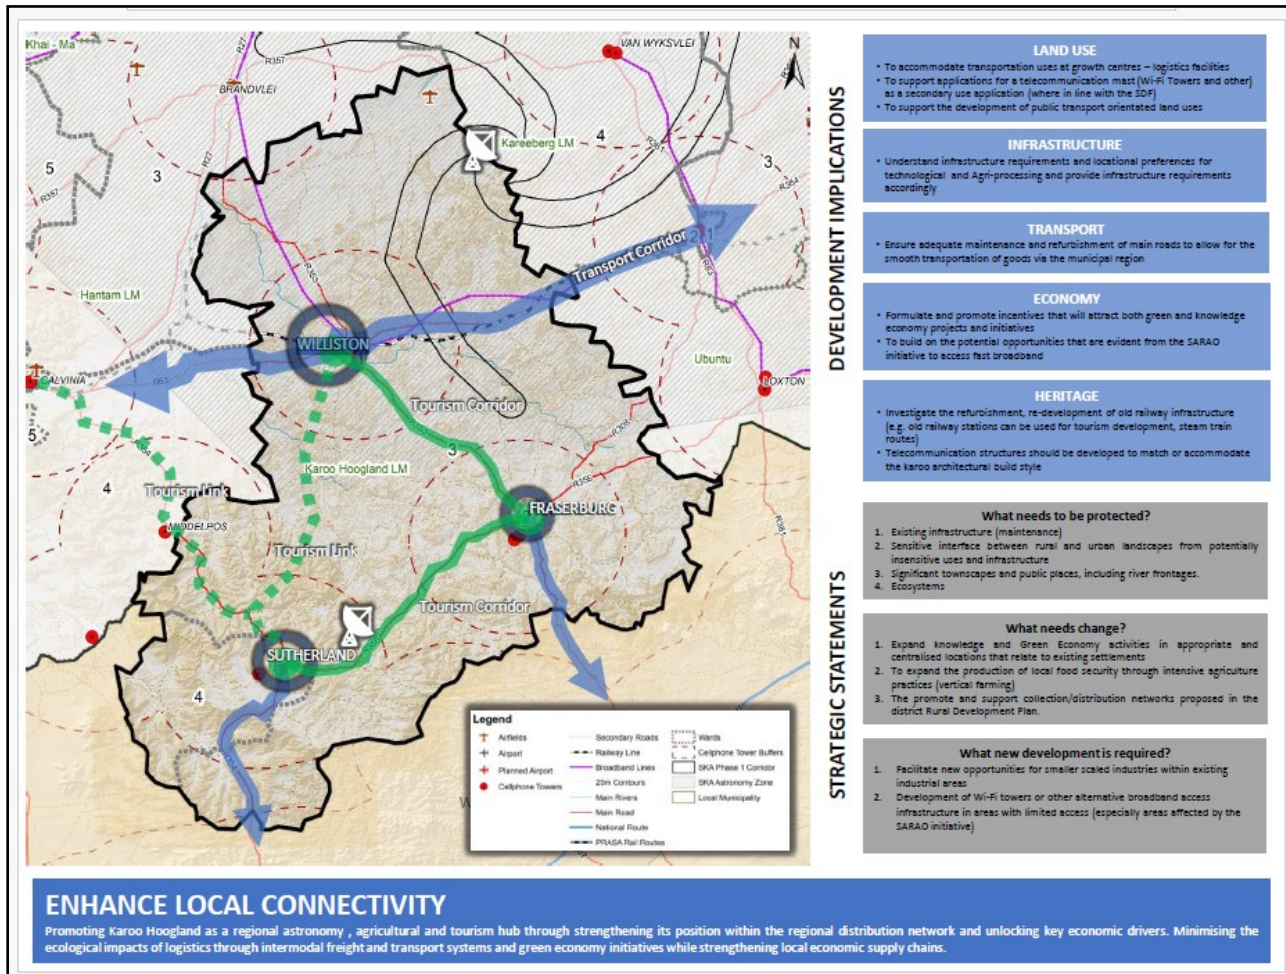 Khai - Ma
R27
R357
VAN WYKSVLEI
N
BRANDVLEI
Kareeberg LM
4
5
3
3
R27
R361
R364
R357
R353
Transport Corridor
2 1
R63
Hantam LM
WILLISTON
Ubuntu
CALVINIA
R63
LOXTON
Tourism Corridor
5
3
R308
R354
Karoo Hoogland LM
4
R356
Tourism Link
FRASERBURG
MIDDELPOS
R381
Tourism Link
Tourism Corridor
SUTHERLAND
4
R354
Legend
Airfields
Airport
Planned Airport
Cellphone Towers
Secondary Roads
Railway Line
Broadband Lines
20m Contours
Main Rivers
Main Road
National Route
PRASA Rail Routes
Wards
Cellphone Tower Buffers
SKA Phase 1 Corridor
SKA Astronomy Zone
Local Municipality
DEVELOPMENT IMPLICATIONS
LAND USE
• To accommodate transportation uses at growth centres – logistics facilities
• To support applications for a telecommunication mast (Wi-Fi Towers and other)
as a secondary use application (where in line with the SDF)
• To support the development of public transport orientated land uses
INFRASTRUCTURE
• Understand infrastructure requirements and locational preferences for
technological and Agri-processing and provide infrastructure requirements
accordingly
TRANSPORT
• Ensure adequate maintenance and refurbishment of main roads to allow for the
smooth transportation of goods via the municipal region
ECONOMY
• Formulate and promote incentives that will attract both green and knowledge
economy projects and initiatives
• To build on the potential opportunities that are evident from the SARAO
initiative to access fast broadband
HERITAGE
• Investigate the refurbishment, re-development of old railway infrastructure
(e.g. old railway stations can be used for tourism development, steam train
routes)
• Telecommunication structures should be developed to match or accommodate
the karoo architectural build style
STRATEGIC STATEMENTS
What needs to be protected?
1. Existing infrastructure (maintenance)
2. Sensitive interface between rural and urban landscapes from potentially
insensitive uses and infrastructure
3. Significant townscapes and public places, including river frontages.
4. Ecosystems
What needs change?
1. Expand knowledge and Green Economy activities in appropriate and
centralised locations that relate to existing settlements
2. To expand the production of local food security through intensive agriculture
practices (vertical farming)
3. The promote and support collection/distribution networks proposed in the
district Rural Development Plan.
What new development is required?
1. Facilitate new opportunities for smaller scaled industries within existing
industrial areas
2. Development of Wi-Fi towers or other alternative broadband access
infrastructure in areas with limited access (especially areas affected by the
SARAO initiative)
ENHANCE LOCAL CONNECTIVITY
Promoting Karoo Hoogland as a regional astronomy , agricultural and tourism hub through strengthening its position within the regional distribution network and unlocking key economic drivers. Minimising the
ecological impacts of logistics through intermodal freight and transport systems and green economy initiatives while strengthening local economic supply chains.